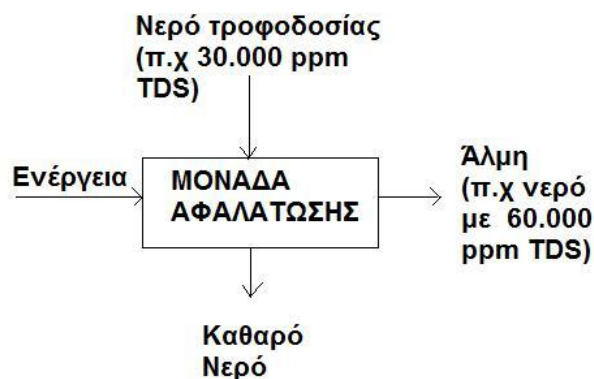 Νερό τροφοδοσίας
(π.χ 30.000 ppm
TDS)
Ενέργεια
ΜΟΝΑΔΑ
ΑΦΑΛΑΤΩΣΗΣ
Άλμη
(π.χ νερό
με 60.000
ppm TDS)
Καθαρό
Νερό